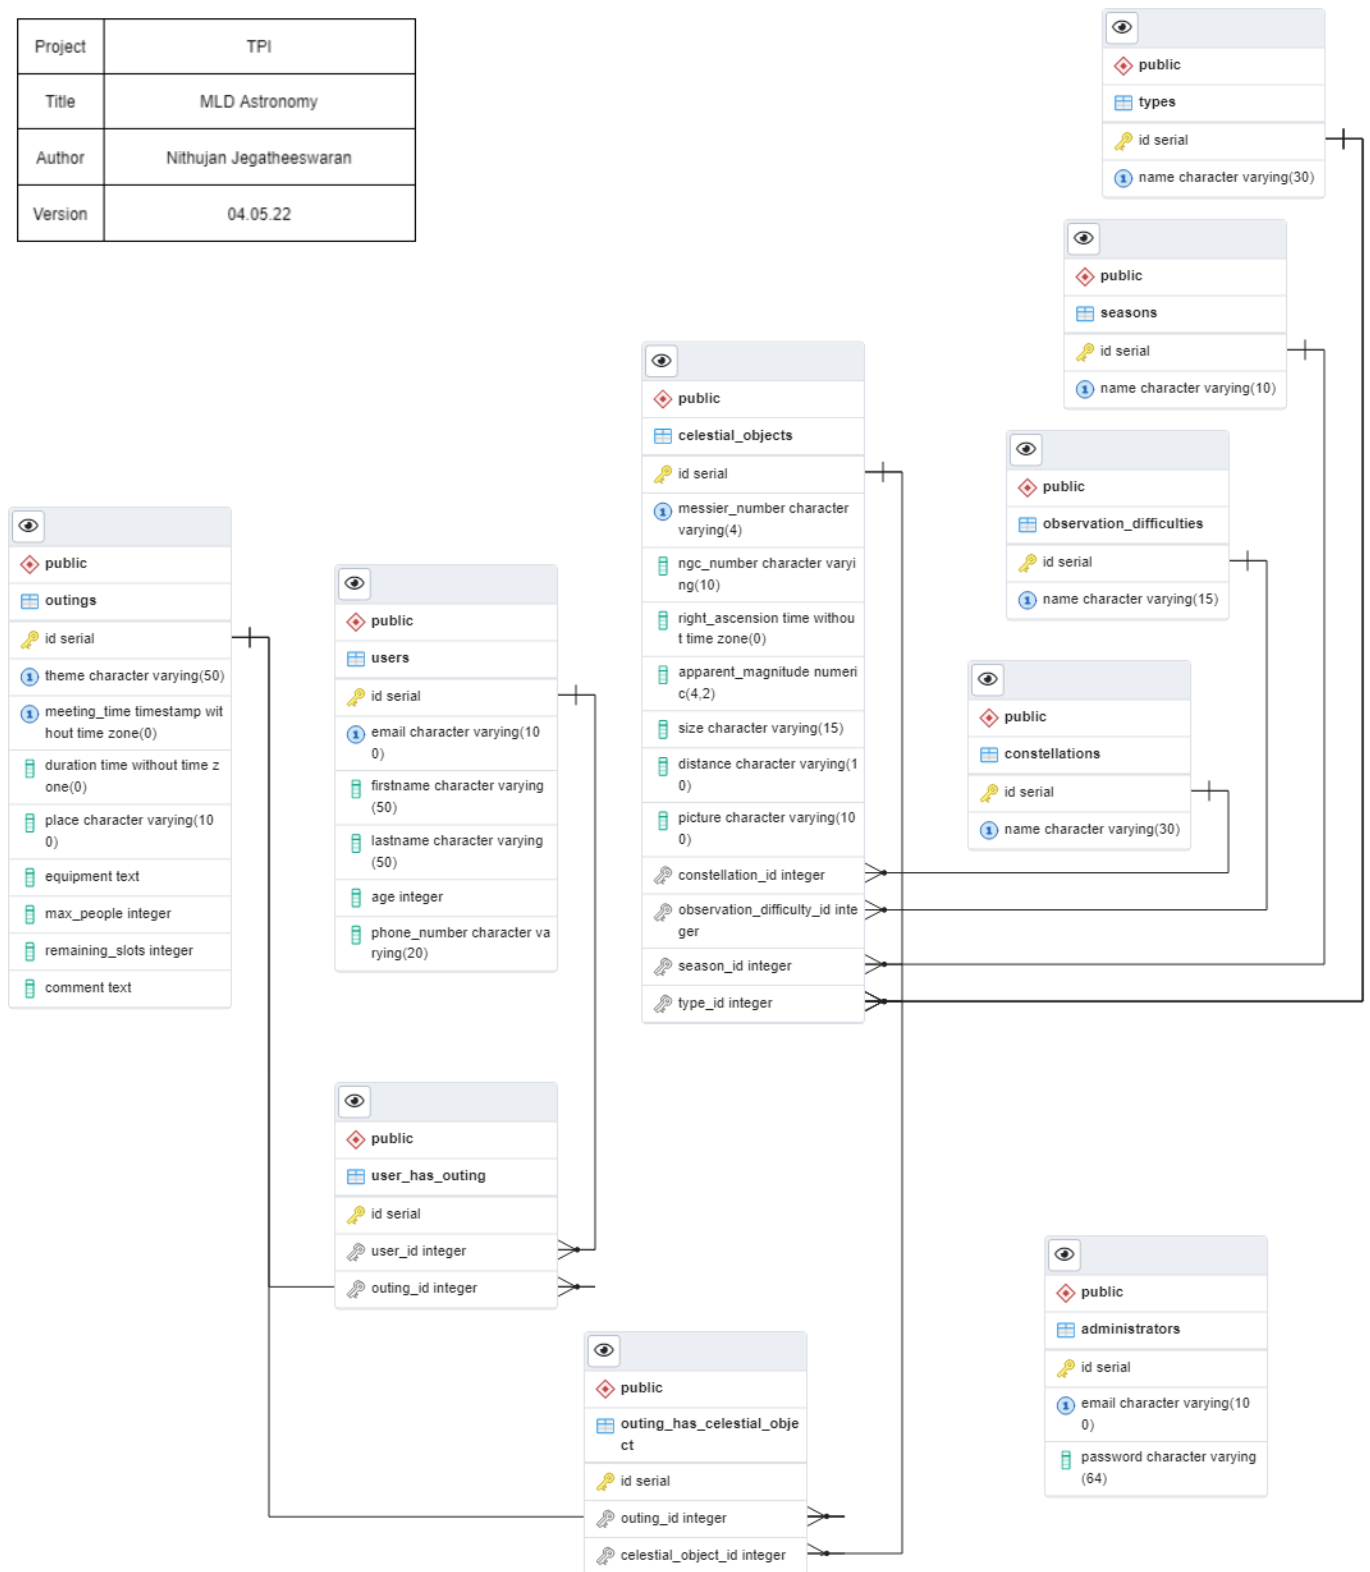 Project TPI
Title MLD Astronomy
Author Nithujan Jegatheeswaran
Version 04.05.22
public
types
id serial
name character varying(30)
public
seasons
id serial
name character varying(10)
public
observation_difficulties
id serial
name character varying(15)
public
constellations
id serial
name character varying(30)
public
celestial_objects
id serial
1 messier_number character
varying(4)
ngc_number character varyi
ng(10)
right_ascension time withou
t time zone(0)
apparent_magnitude numeri
c(4,2)
size character varying(15)
distance character varying(1
0)
picture character varying(10
0)
constellation_id integer
observation_difficulty_id inte
ger
season_id integer
type_id integer
public
outings
id serial
theme character varying(50)
meeting_time timestamp wit
hout time zone(0)
duration time without time z
one(0)
place character varying(10
0)
equipment text
max_people integer
remaining_slots integer
comment text
public
users
id serial
email character varying(10
0)
firstname character varying
(50)
lastname character varying
(50)
age integer
phone_number character va
rying(20)
public
user_has_outing
id serial
user_id integer
outing_id integer
public
outing_has_celestial_obje
ct
id serial
outing_id integer
celestial_object_id integer
public
administrators
id serial
email character varying(10
0)
password character varying
(64)